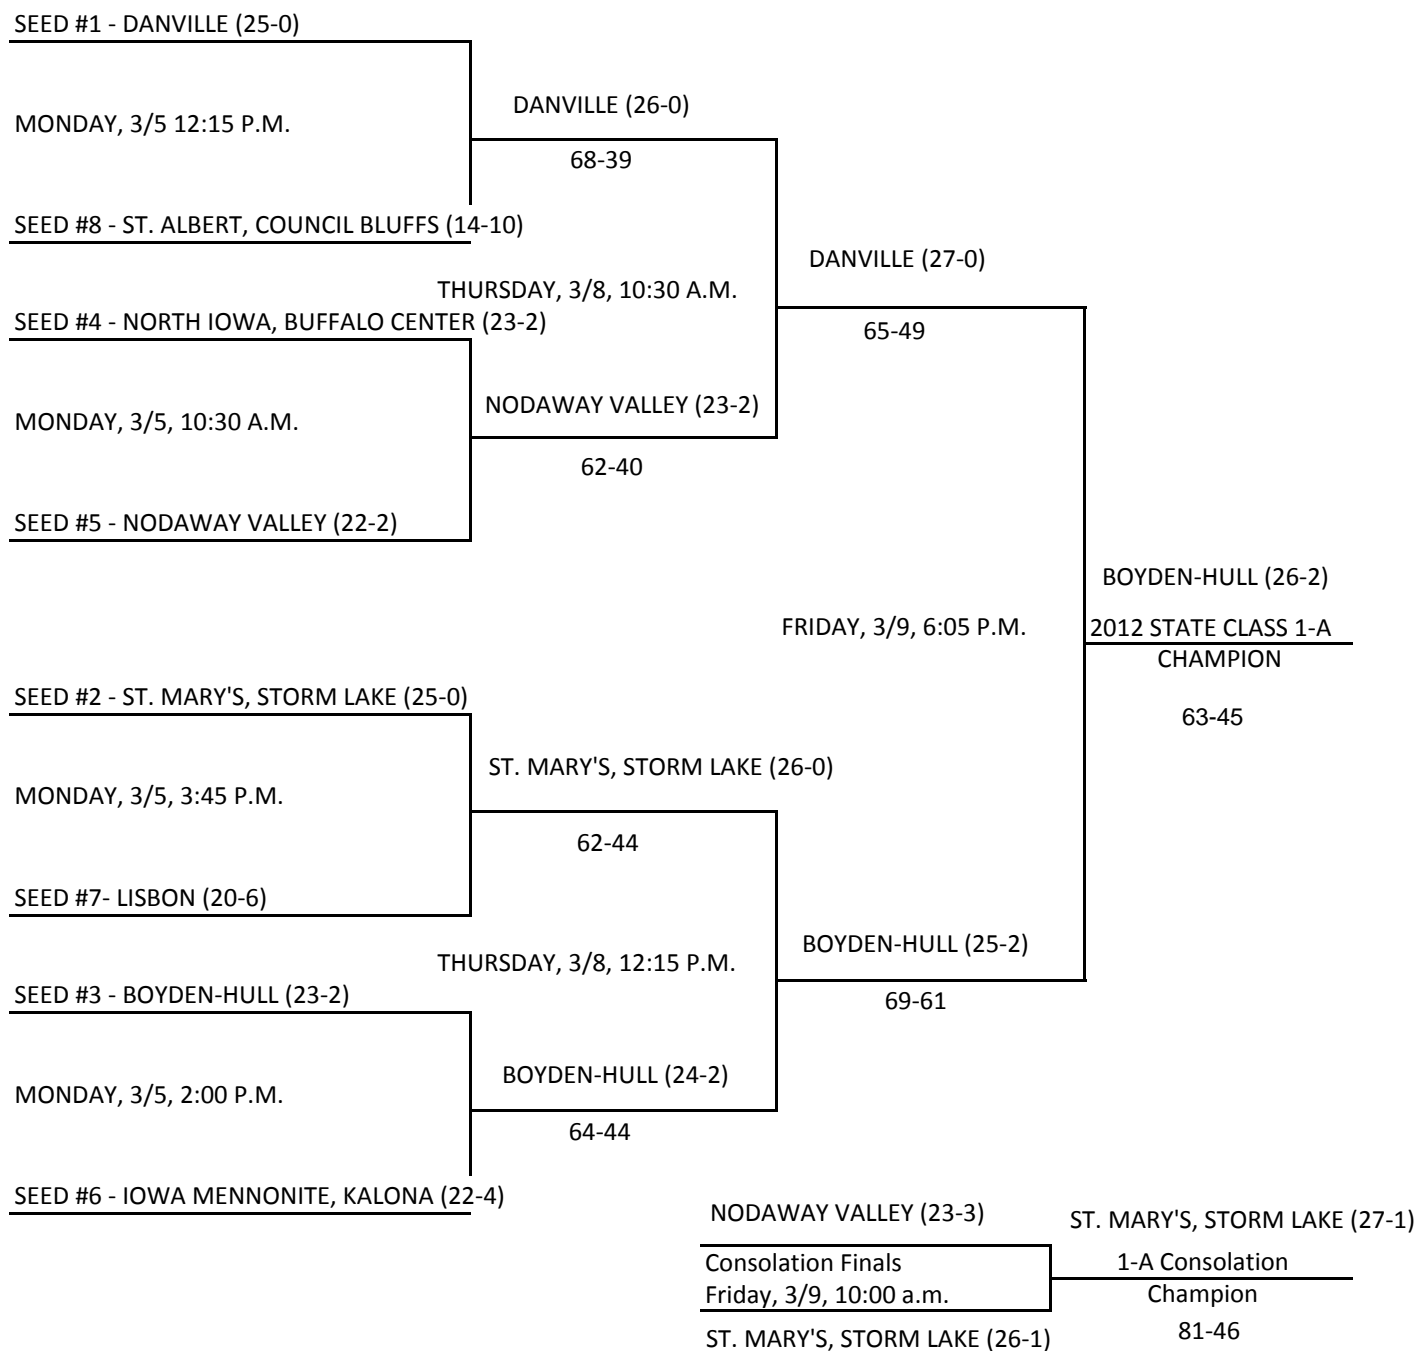 SEED #1 - DANVILLE (25-0)
DANVILLE (26-0)
MONDAY, 3/5 12:15 P.M.
68-39
SEED #8 - ST. ALBERT, COUNCIL BLUFFS (14-10)
DANVILLE (27-0)
THURSDAY, 3/8, 10:30 A.M.
SEED #4 - NORTH IOWA, BUFFALO CENTER (23-2)
65-49
NODAWAY VALLEY (23-2)
MONDAY, 3/5, 10:30 A.M.
62-40
SEED #5 - NODAWAY VALLEY (22-2)
BOYDEN-HULL (26-2)
FRIDAY, 3/9, 6:05 P.M.
2012 STATE CLASS 1-A
CHAMPION
63-45
SEED #2 - ST. MARY'S, STORM LAKE (25-0)
ST. MARY'S, STORM LAKE (26-0)
MONDAY, 3/5, 3:45 P.M.
62-44
SEED #7- LISBON (20-6)
BOYDEN-HULL (25-2)
THURSDAY, 3/8, 12:15 P.M.
SEED #3 - BOYDEN-HULL (23-2)
69-61
BOYDEN-HULL (24-2)
MONDAY, 3/5, 2:00 P.M.
64-44
SEED #6 - IOWA MENNONITE, KALONA (22-4)
NODAWAY VALLEY (23-3)
ST. MARY'S, STORM LAKE (27-1)
Consolation Finals
1-A Consolation
Friday, 3/9, 10:00 a.m.
Champion
ST. MARY'S, STORM LAKE (26-1)
81-46